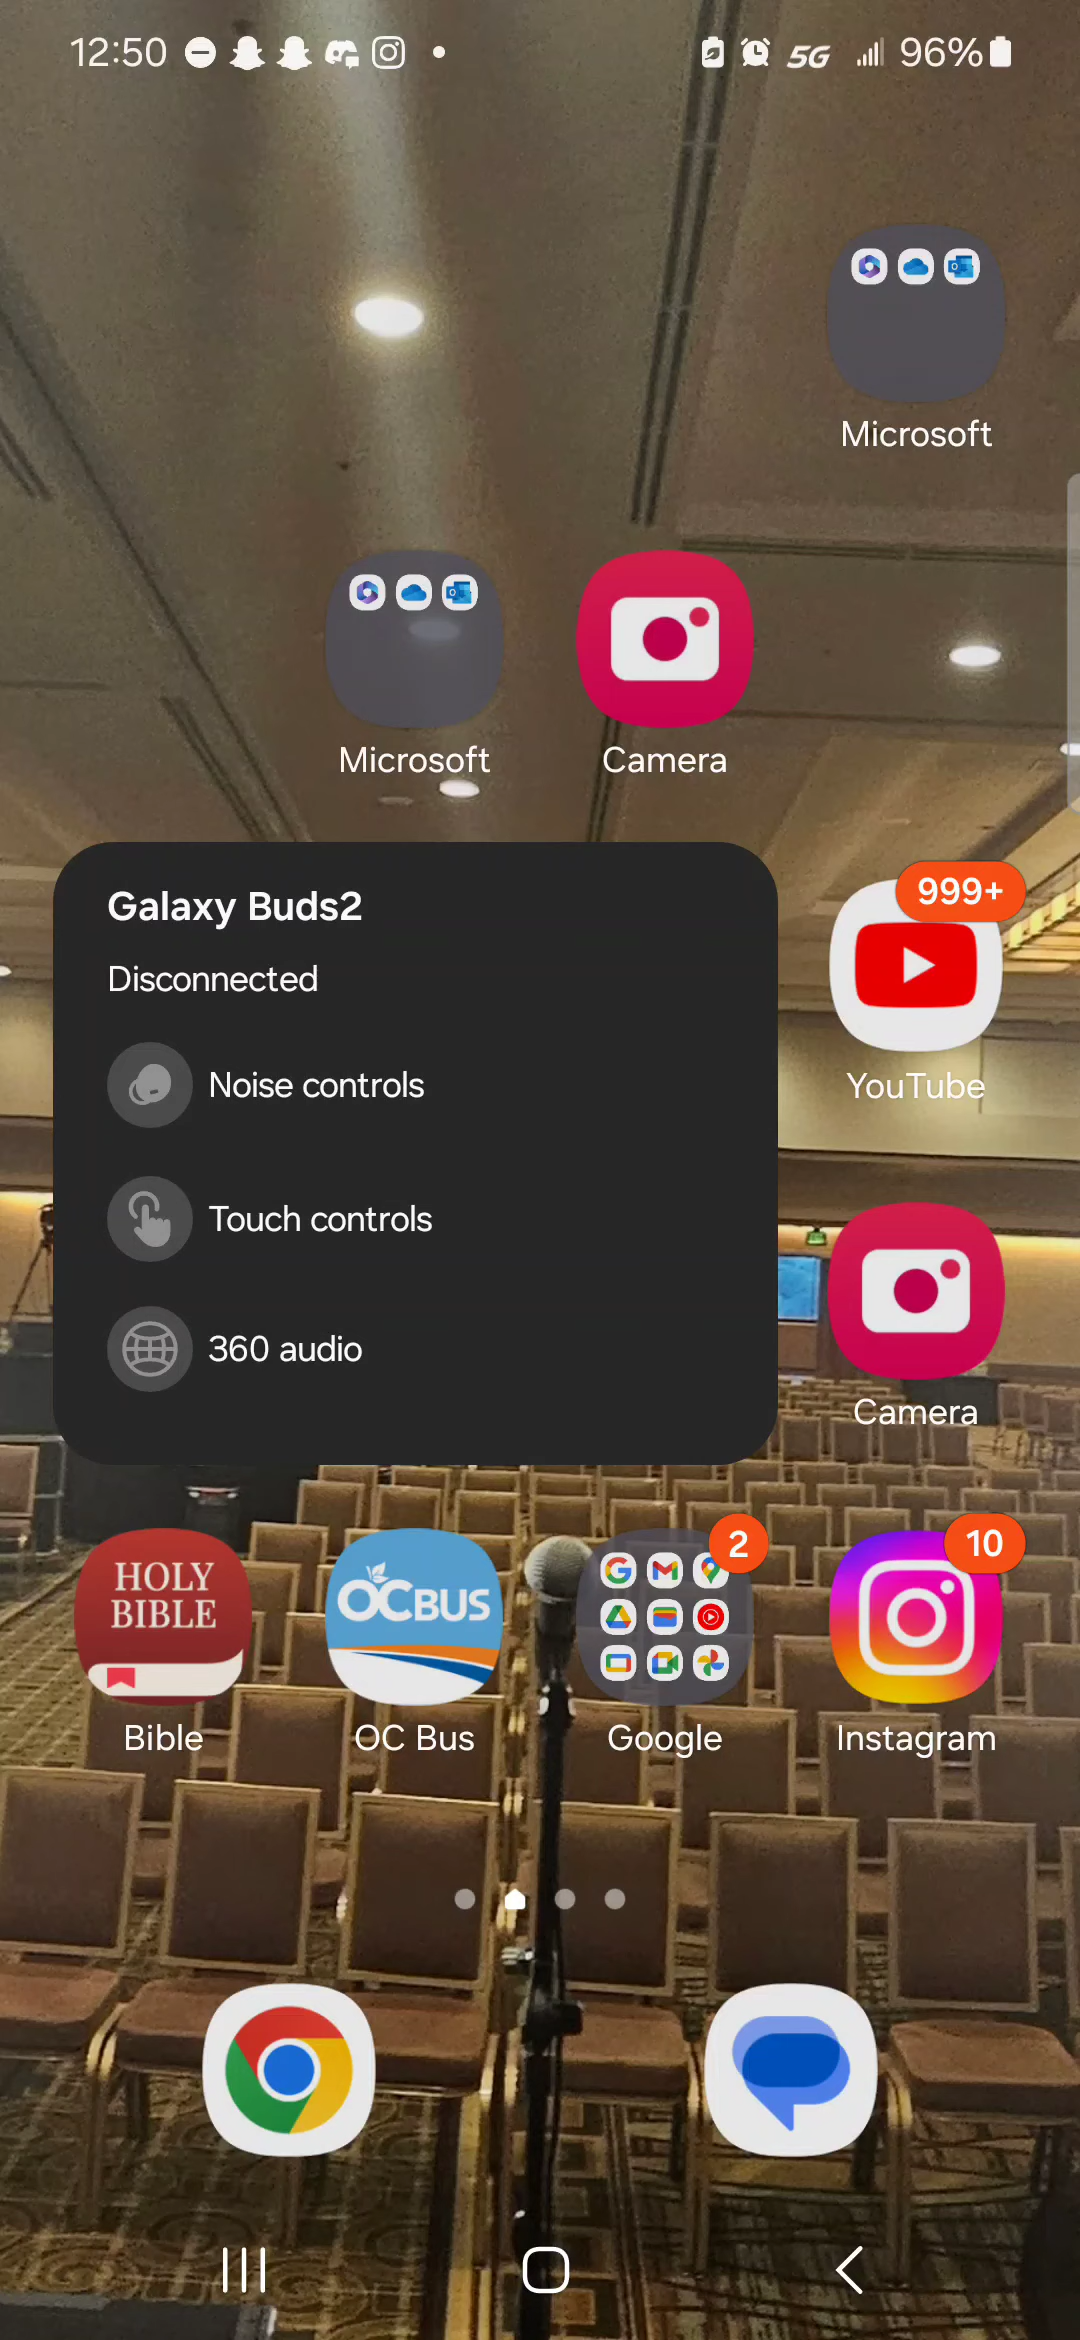 12:50
5G
96%
Microsoft
Microsoft
Camera
Galaxy Buds2
Disconnected
Noise controls
Touch controls
360 audio
999+
YouTube
Camera
HOLY
BIBLE
Bible
OCBUS
OC Bus
2
Google
10
Instagram